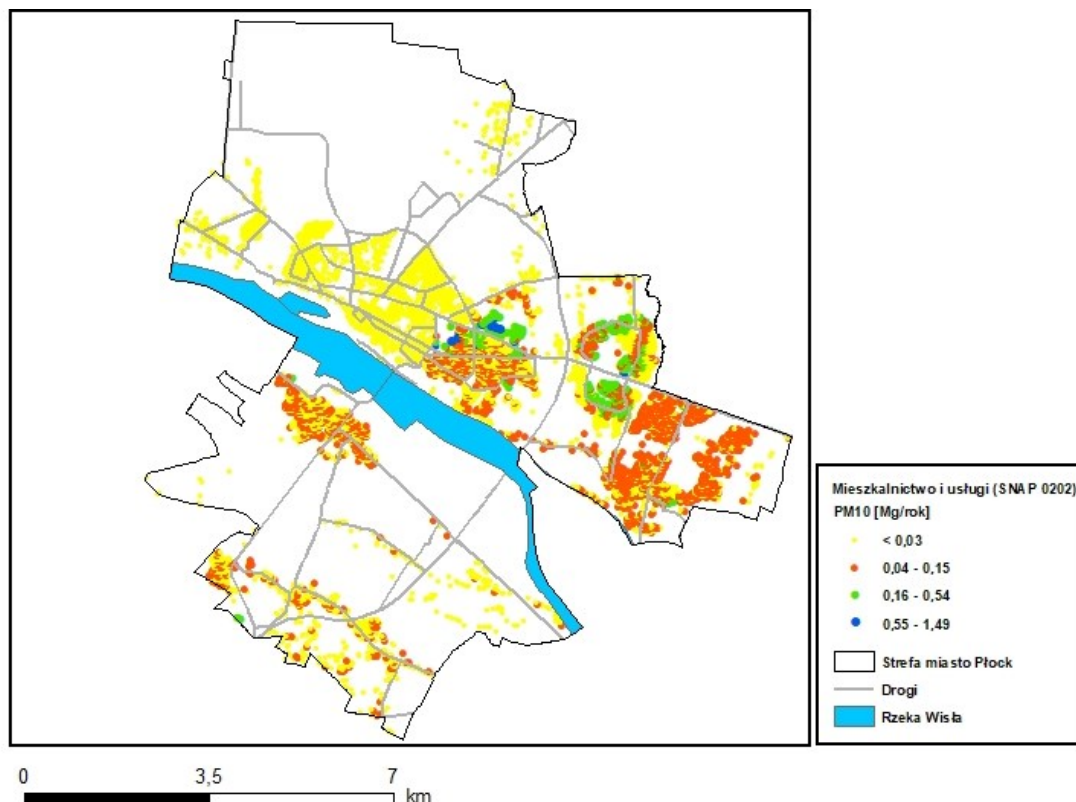 Mieszkalnictwo i usługi (SNAP 0202)
PM10 [Mg/rok]
< 0,03
0,04 - 0,15
0,16 - 0,54
0,55 - 1,49
Strefa miasto Płock
Drogi
Rzeka Wisła
0 3,5 7
km